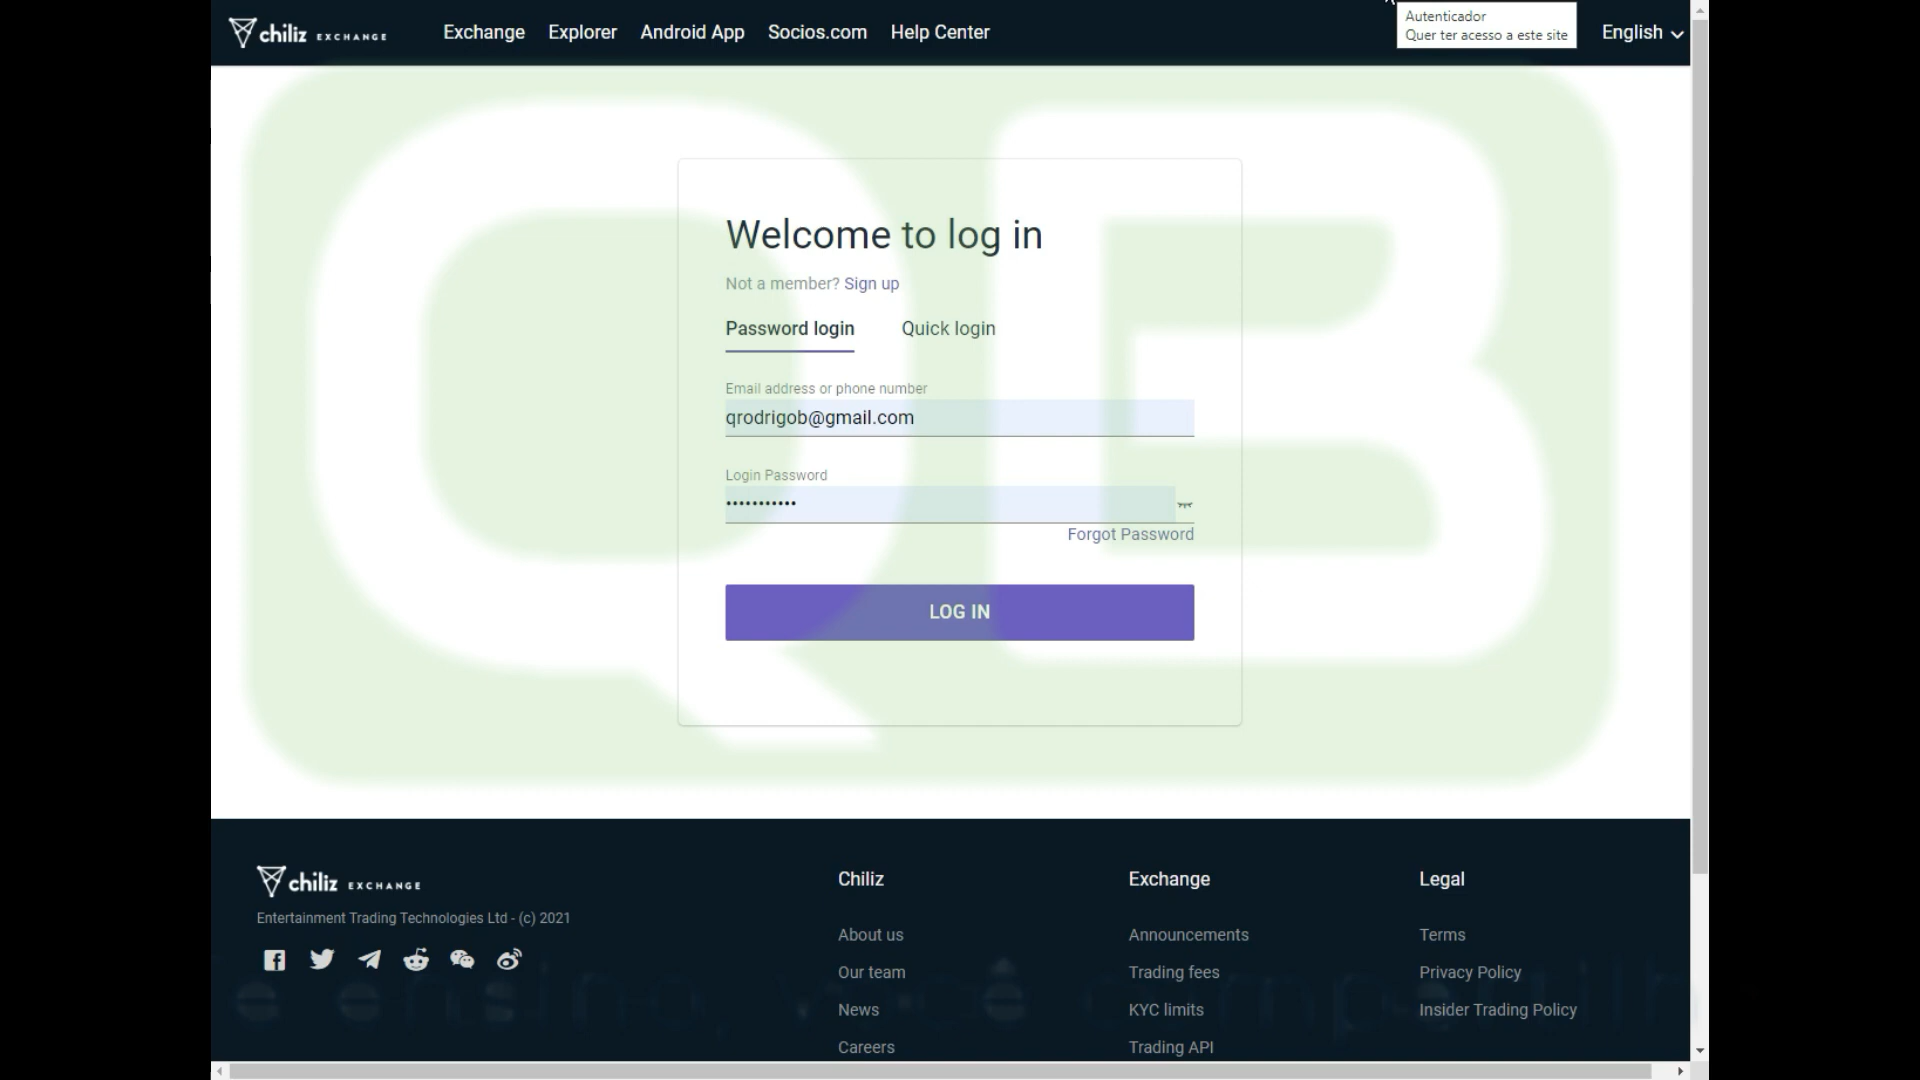 chiliz EXCHANGE
Exchange Explorer Android App Socios.com Help Center
Autenticador
Quer ter acesso a este site
English
QB
Welcome to log in
Not a member? Sign up
Password login Quick login
Email address or phone number
qrodrigob@gmail.com
Login Password
•••••••••••
Forgot Password
LOG IN
chiliz EXCHANGE
Entertainment Trading Technologies Ltd - (c) 2021
Chiliz
About us
Our team
News
Careers
Exchange
Announcements
Trading fees
KYC limits
Trading API
Legal
Terms
Privacy Policy
Insider Trading Policy